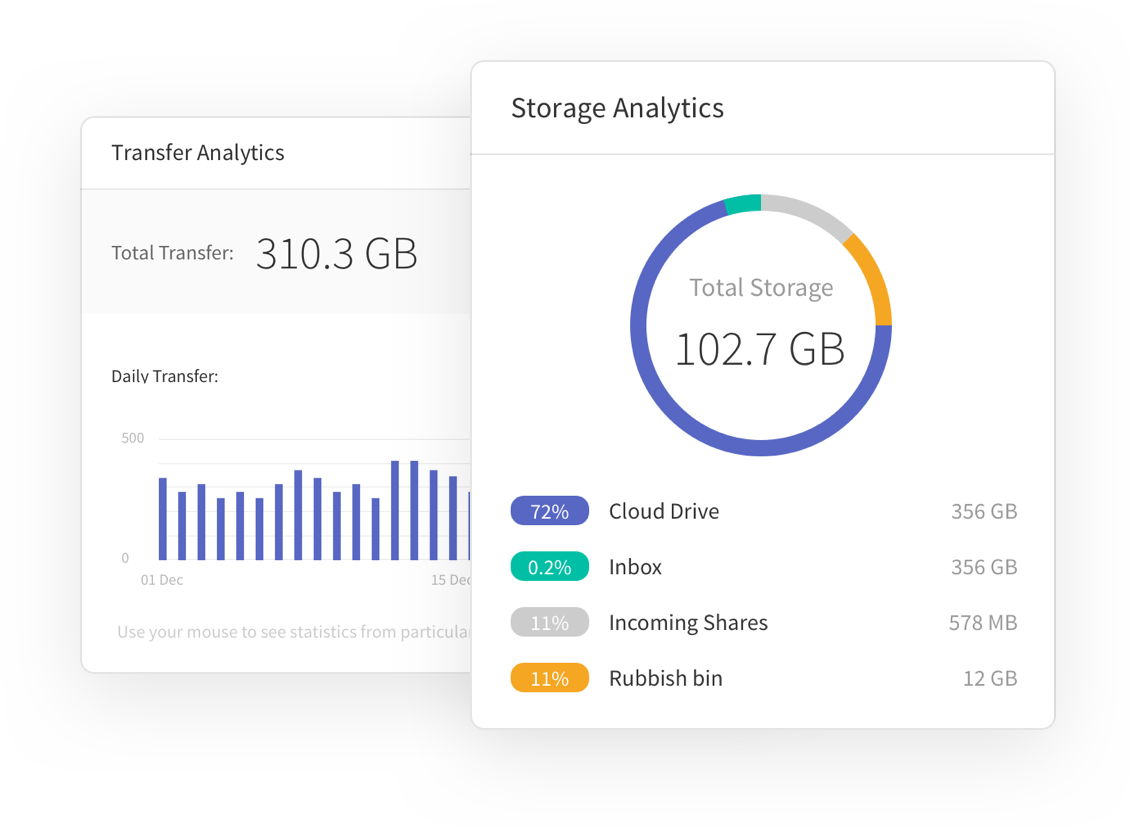 Transfer Analytics
Total Transfer: 310.3 GB
Daily Transfer:
500
0
01 Dec 15 Dec
Use your mouse to see statistics from
Storage Analytics
Total Storage
102.7 GB
72% Cloud Drive 356 GB
0.2% Inbox 356 GB
11% Incoming Shares 578 MB
11% Rubbish bin 12 GB